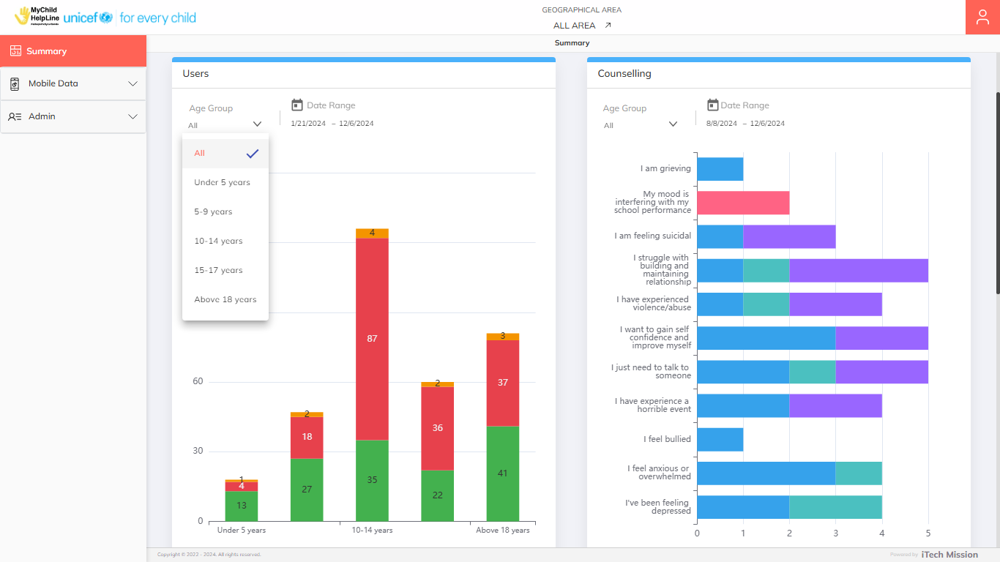 MyChild
HelpLine
unicef for every child
GEOGRAPHICAL AREA
ALL AREA
Summary
Mobile Data
Admin
Summary
Users
Age Group
All
Date Range
1/21/2024 – 12/6/2024
All
Under 5 years
5-9 years
10-14 years
15-17 years
Above 18 years
60
30
0
1
4
13
2
18
27
4
87
35
2
36
22
3
37
41
Under 5 years
10-14 years
Above 18 years
Counselling
Age Group
All
Date Range
8/8/2024 – 12/6/2024
I am grieving
My mood is
interfering with my
school performance
I am feeling suicidal
I struggle with
building and
maintaining
relationship
I have experienced
violence/abuse
I want to gain self
confidence and
improve myself
I just need to talk to
someone
I have experience a
horrible event
I feel bullied
I feel anxious or
overwhelmed
I've been feeling
depressed
0 1 2 3 4 5
Copyright © 2022 - 2024. All rights reserved.
Powered by iTech Mission